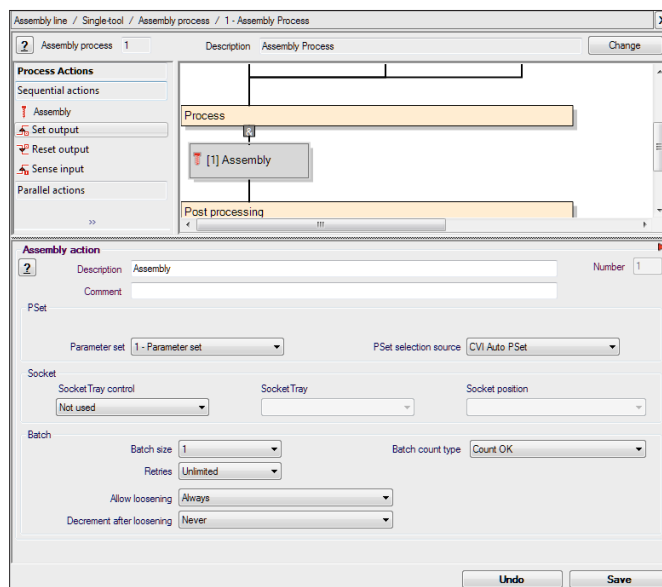 Assembly line / Single-tool / Assembly process / 1 - Assembly Process X
? Assembly process 1 Description Assembly Process Change
Process Actions
Sequential actions
Assembly
Set output
Reset output
Sense input
Parallel actions
»
Process
&
[1] Assembly
Post processing
Assembly action
? Description Assembly Number 1
Comment
PSet
Parameter set 1 - Parameter set PSet selection source CVI Auto PSet
Socket
SocketTray control SocketTray Socket position
Not used
Batch
Batch size 1 Batch count type Count OK
Retries Unlimited
Allow loosening Always
Decrement after loosening Never
Undo Save